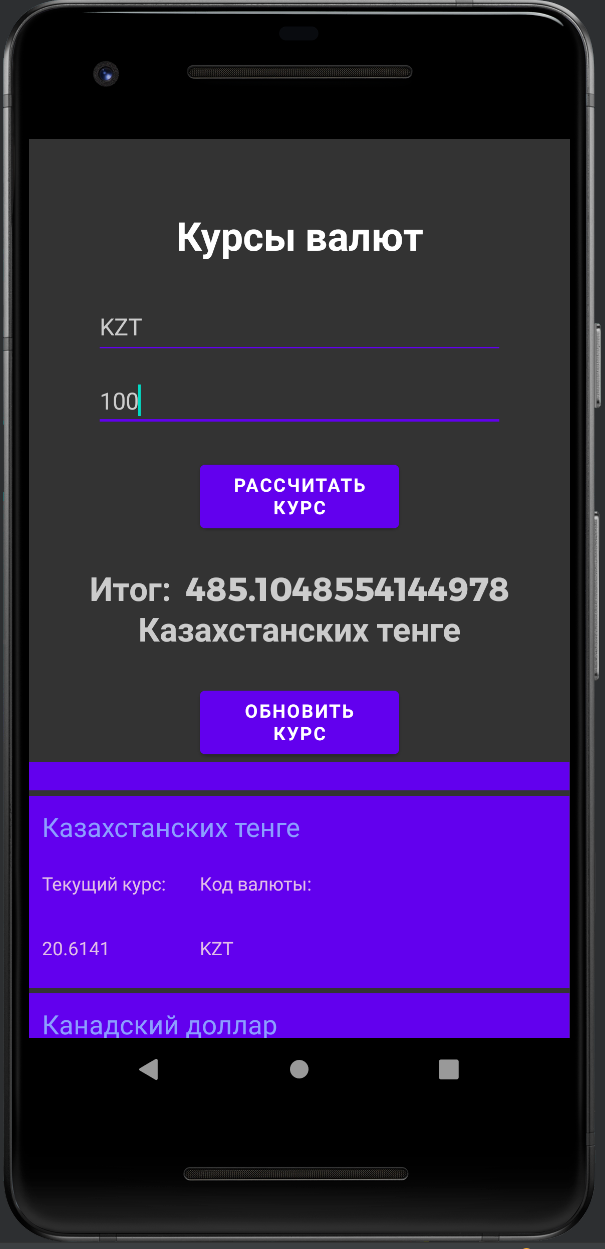 Курсы валют
KZT
100
РАССЧИТАТЬ
КУРС
Итог: 485.1048554144978
Казахстанских тенге
ОБНОВИТЬ
КУРС
Казахстанских тенге
Текущий курс: Код валюты:
20.6141 KZT
Канадский доллар